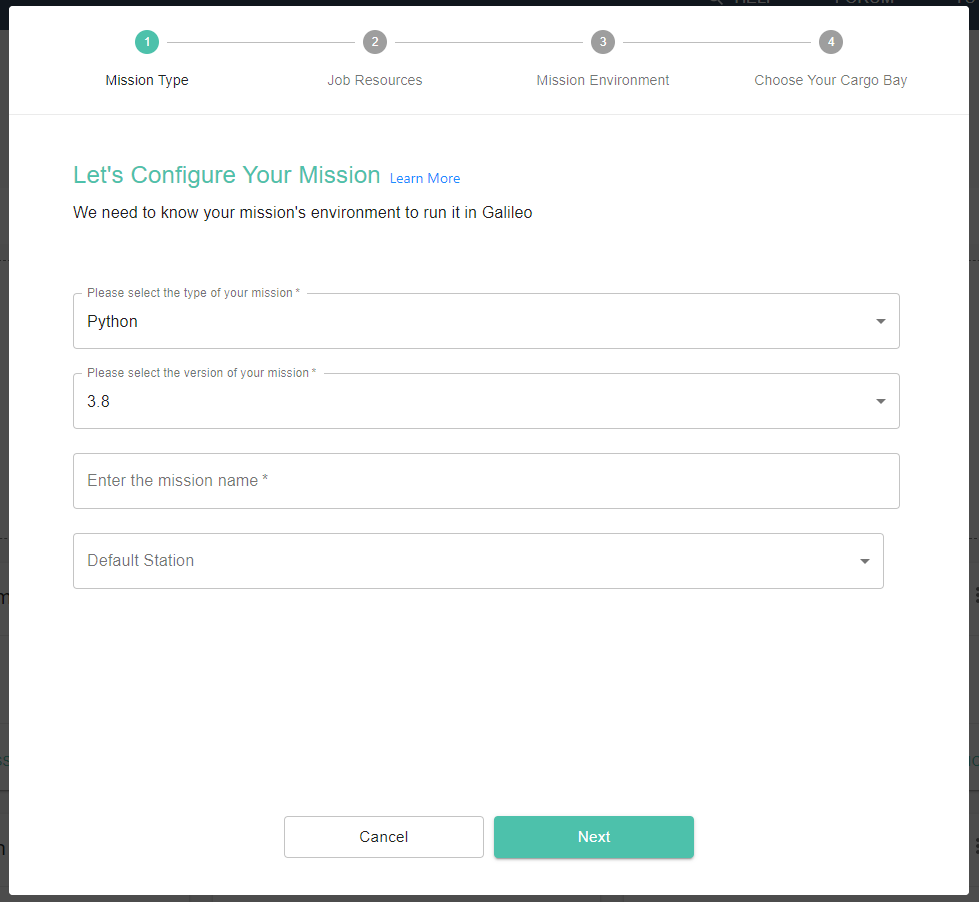 HELP FORUM
1 2 3 4
Mission Type Job Resources Mission Environment Choose Your Cargo Bay
Let's Configure Your Mission Learn More
We need to know your mission's environment to run it in Galileo
Please select the type of your mission *
Python
Please select the version of your mission *
3.8
Enter the mission name *
Default Station
Cancel Next